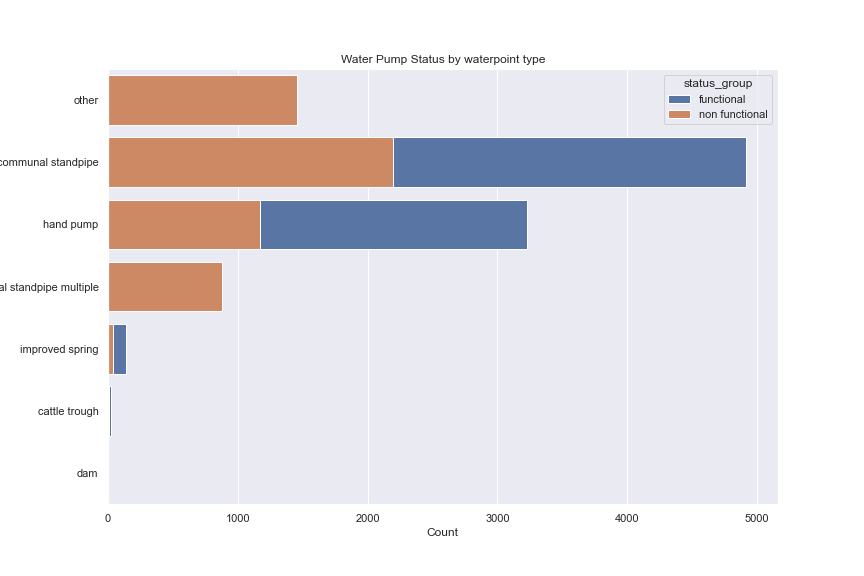 Water Pump Status by waterpoint type
status_group
functional
non functional
other
communal standpipe
hand pump
al standpipe multiple
improved spring
cattle trough
dam
0 1000 2000 3000 4000 5000
Count